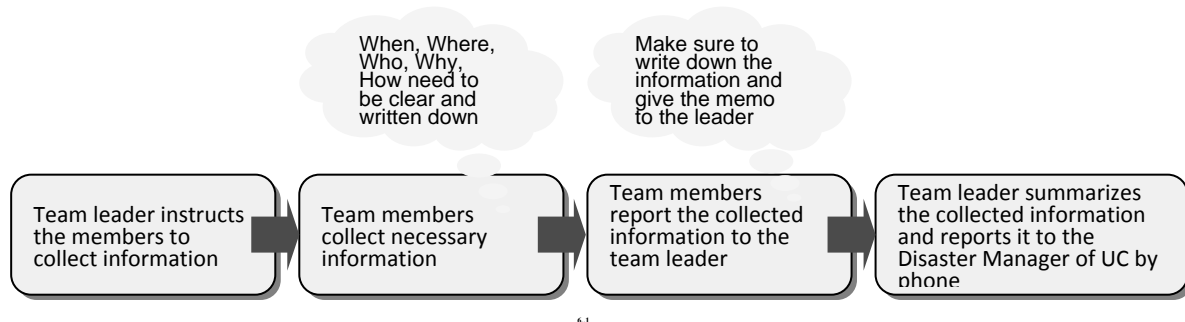 When, Where,
Who, Why,
How need to
be clear and
written down
Make sure to
write down the
information and
give the memo
to the leader
Team leader instructs
the members to
collect information
Team members
collect necessary
information
Team members
report the collected
information to the
team leader
Team leader summarizes
the collected information
and reports it to the
Disaster Manager of UC by
phone